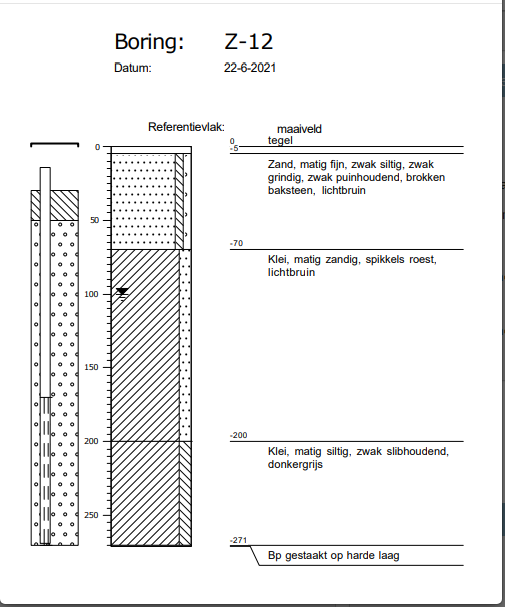 Boring: Z-12
Datum: 22-6-2021
Referentievlak: maaiveld
0
0
tegel
-5
Zand, matig fijn, zwak siltig, zwak
grindig, zwak puinhoudend, brokken
baksteen, lichtbruin
50
-70
Klei, matig zandig, spikkels roest,
lichtbruin
100
150
200
-200
Klei, matig siltig, zwak slibhoudend,
donkergrijs
250
-271
Bp gestaakt op harde laag